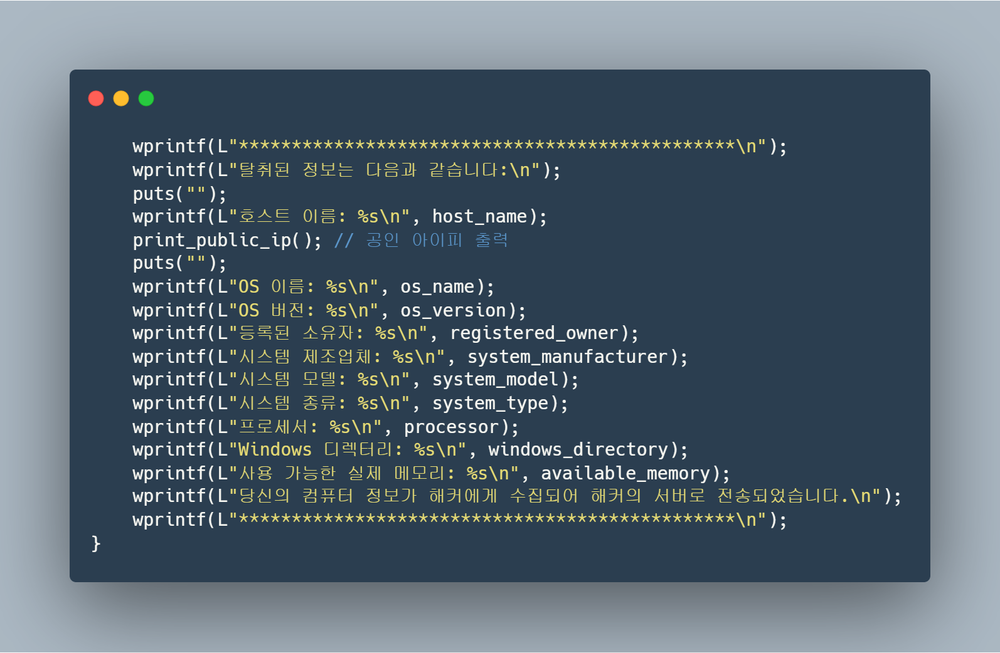 wprintf(L"***********************************************\n");
wprintf(L"탈취된 정보는 다음과 같습니다:\n");
puts("");
wprintf(L"호스트 이름: %s\n", host_name);
print_public_ip(); // 공인 아이피 출력
puts("");
wprintf(L"OS 이름: %s\n", os_name);
wprintf(L"OS 버전: %s\n", os_version);
wprintf(L"등록된 소유자: %s\n", registered_owner);
wprintf(L"시스템 제조업체: %s\n", system_manufacturer);
wprintf(L"시스템 모델: %s\n", system_model);
wprintf(L"시스템 종류: %s\n", system_type);
wprintf(L"프로세서: %s\n", processor);
wprintf(L"Windows 디렉터리: %s\n", windows_directory);
wprintf(L"사용 가능한 실제 메모리: %s\n", available_memory);
wprintf(L"당신의 컴퓨터 정보가 해커에게 수집되어 해커의 서버로 전송되었습니다.\n");
wprintf(L"***********************************************\n");
}